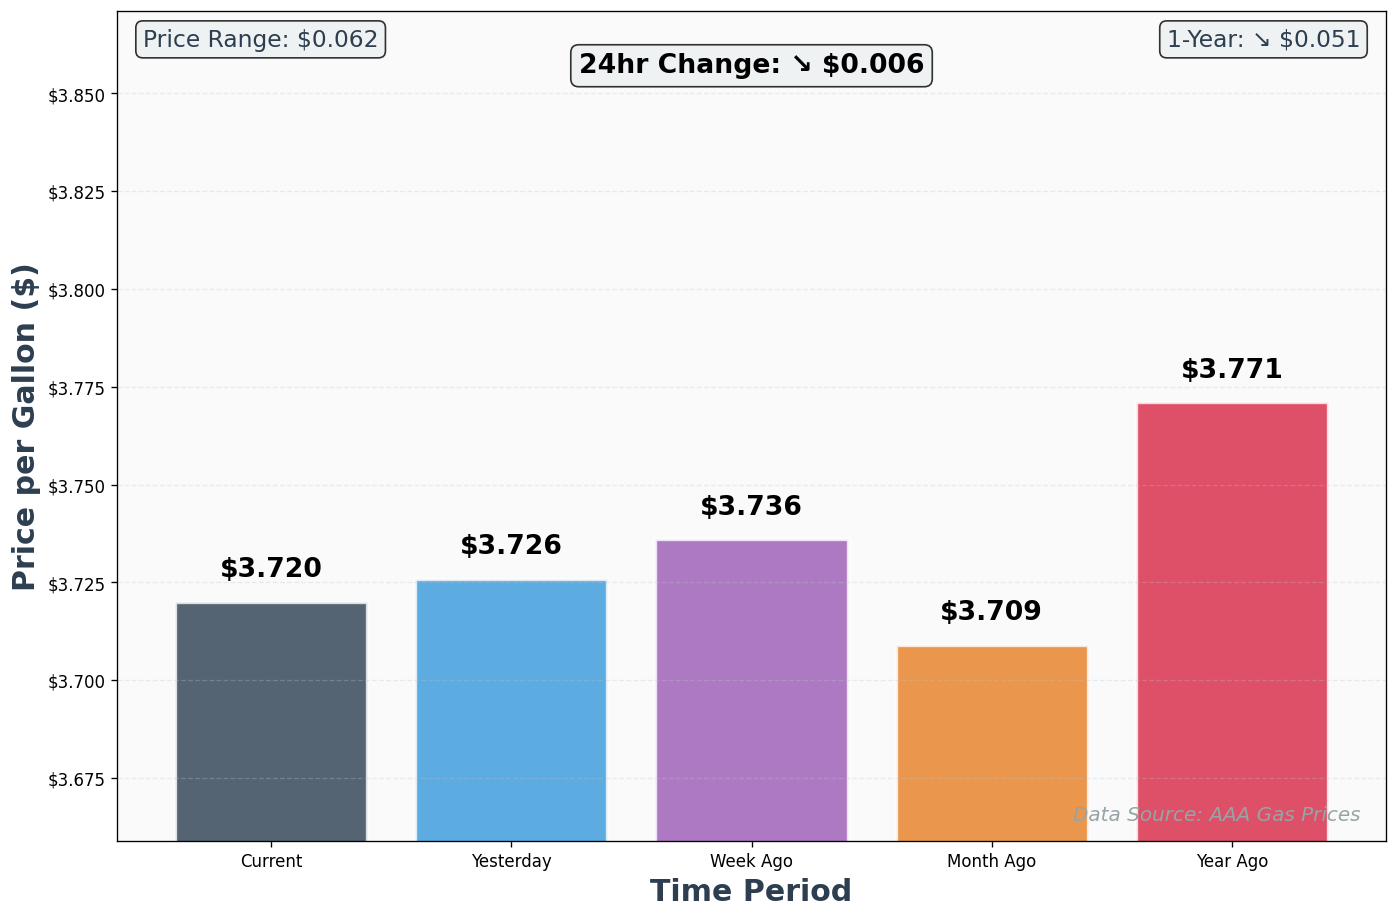 Price Range: $0.062
24hr Change: ↘ $0.006
1-Year: ↘ $0.051
Price per Gallon ($)
$3.850
$3.825
$3.800
$3.775
$3.750
$3.725
$3.700
$3.675
$3.720
$3.726
$3.736
$3.709
$3.771
Data Source: AAA Gas Prices
Current
Yesterday
Week Ago
Month Ago
Year Ago
Time Period